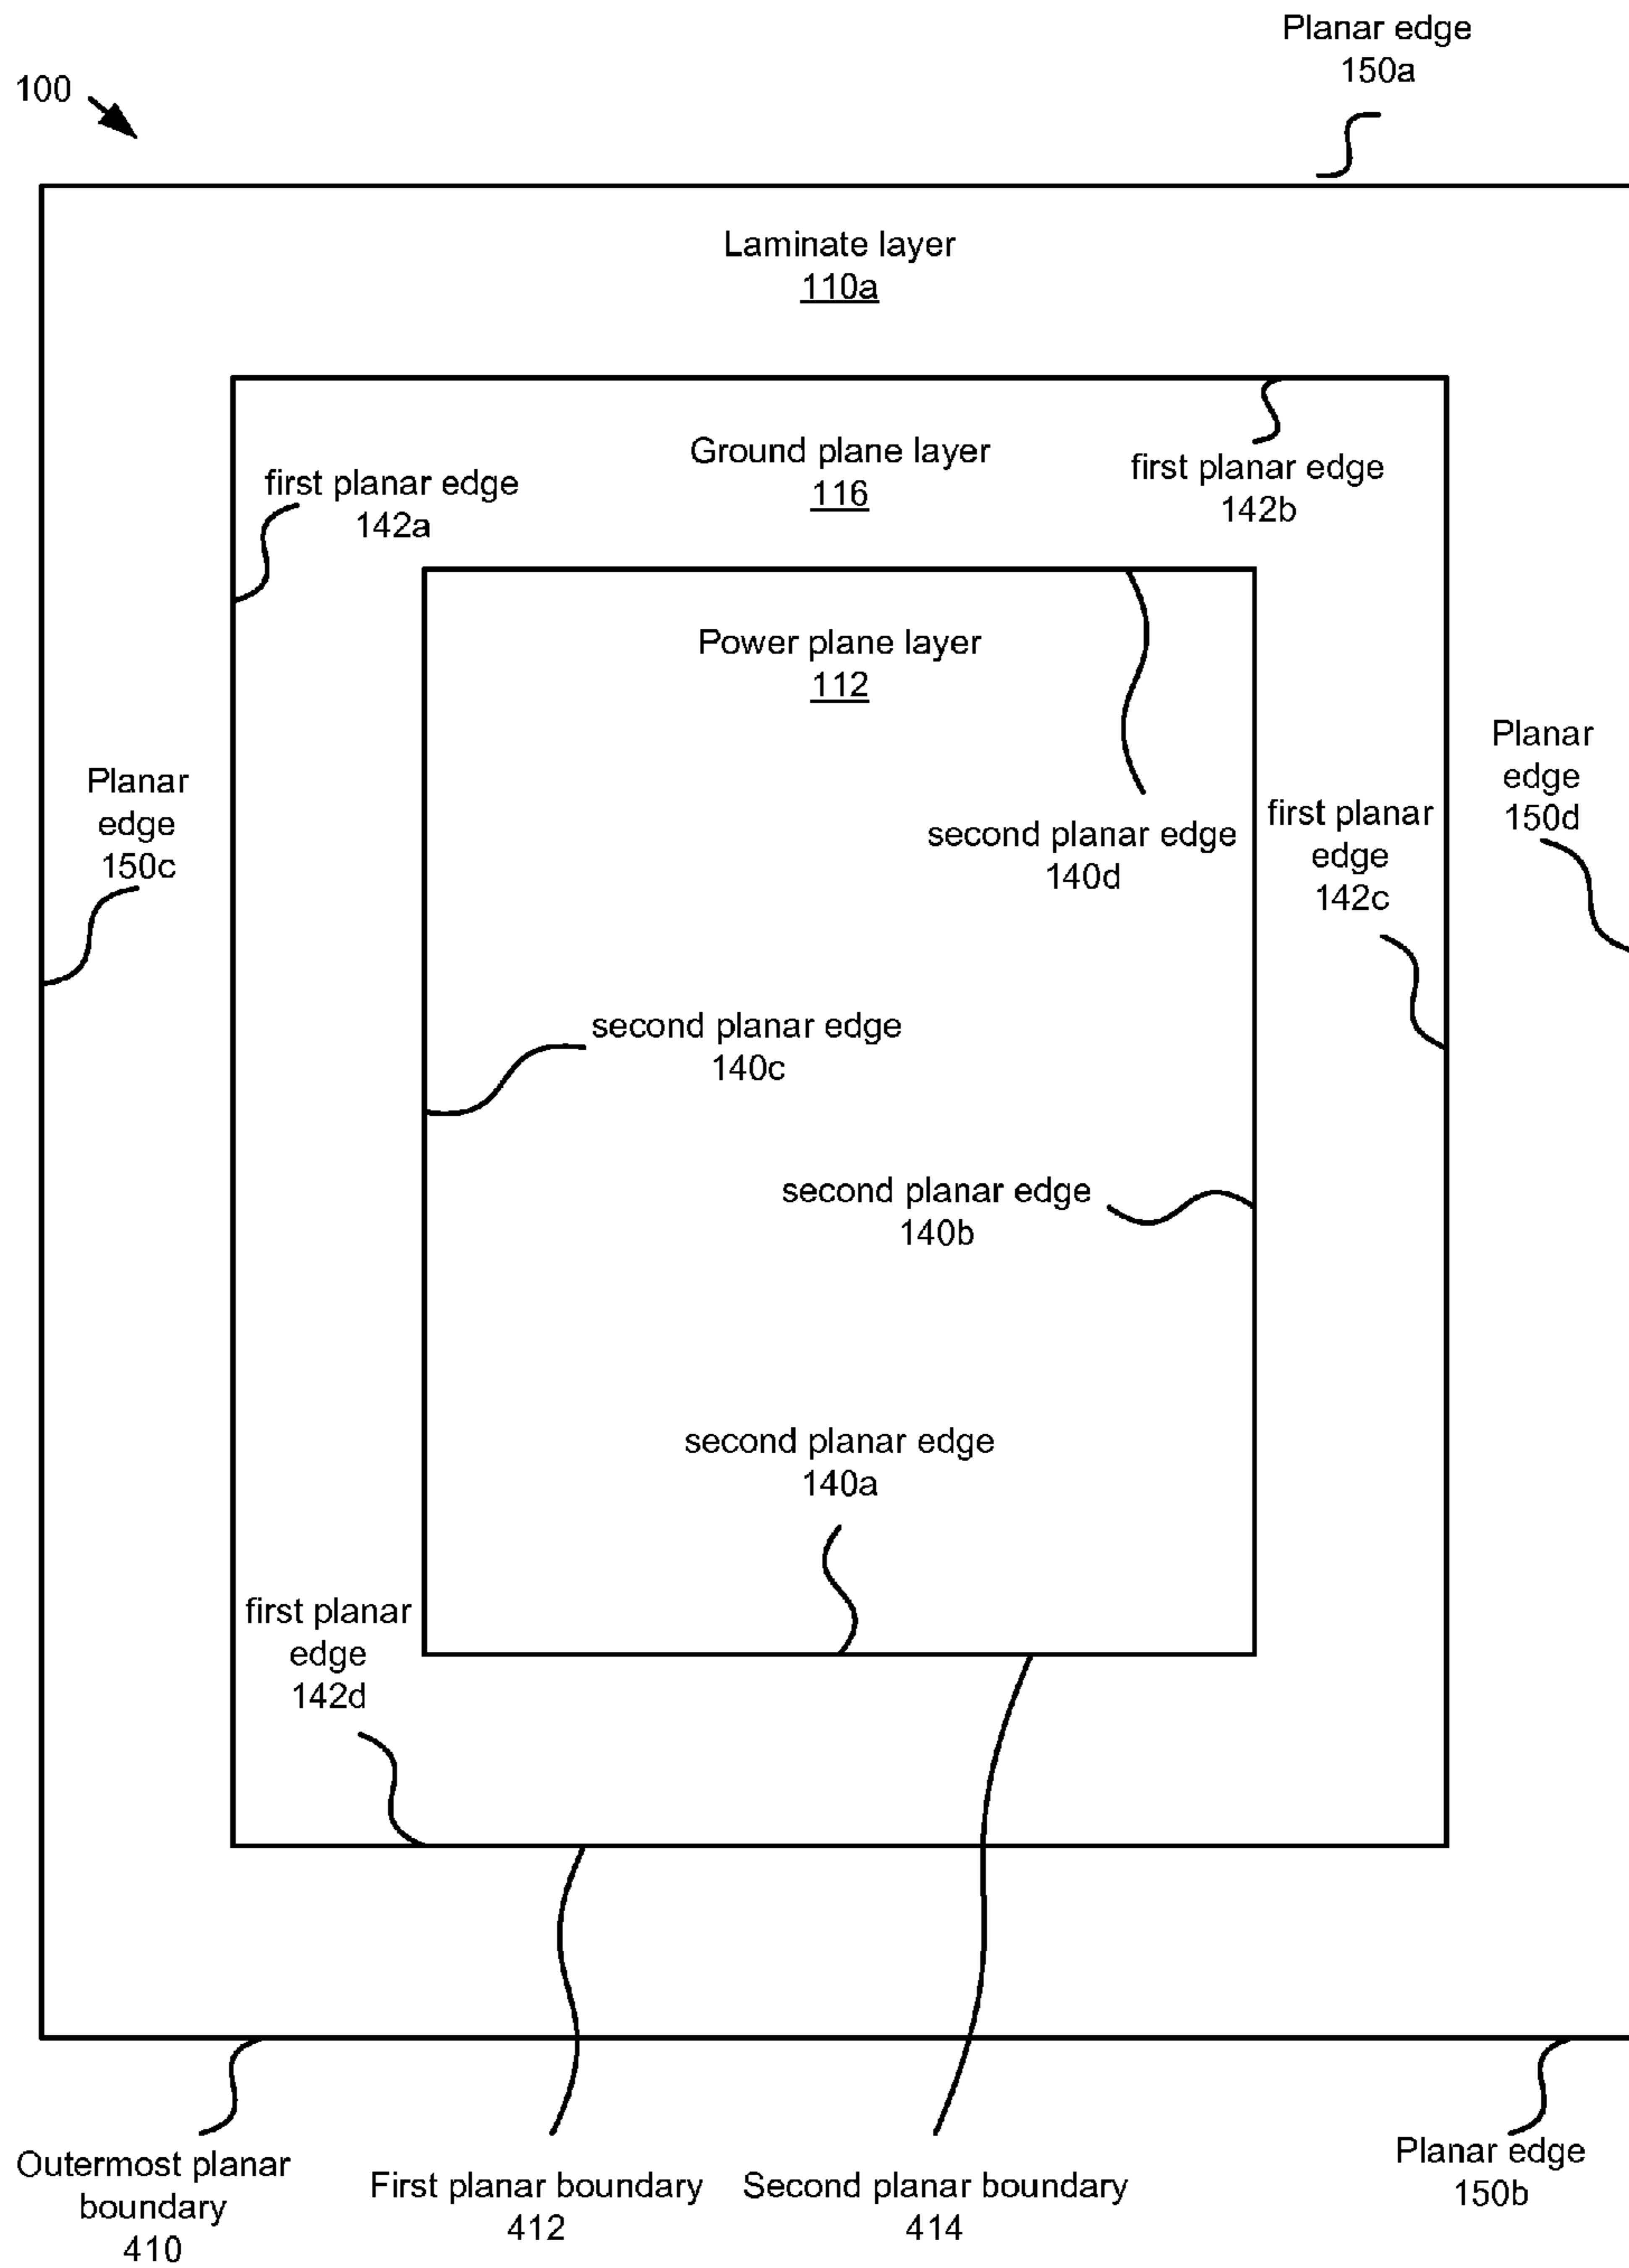 Planar edge
150a
100
Laminate layer
110a
Ground plane layer
116
first planar edge
142b
first planar edge
142a
Power plane layer
112
Planar
edge
150d
Planar
edge
150c
first planar
edge
142c
second planar edge
140d
second planar edge
140c
second planar edge
140b
second planar edge
140a
first planar
edge
142d
Outermost planar
boundary
410
First planar boundary
412
Second planar boundary
414
Planar edge
150b